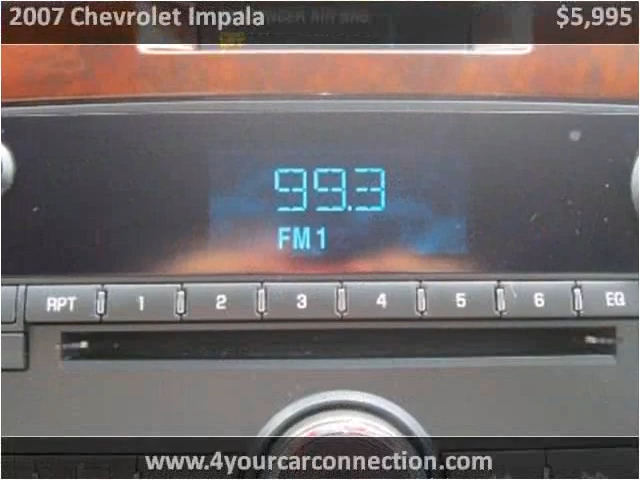 2007 Chevrolet Impala $5,995
99.3
FM1
RPT 1 2 3 4 5 6 EQ
www.4yourcarconnection.com